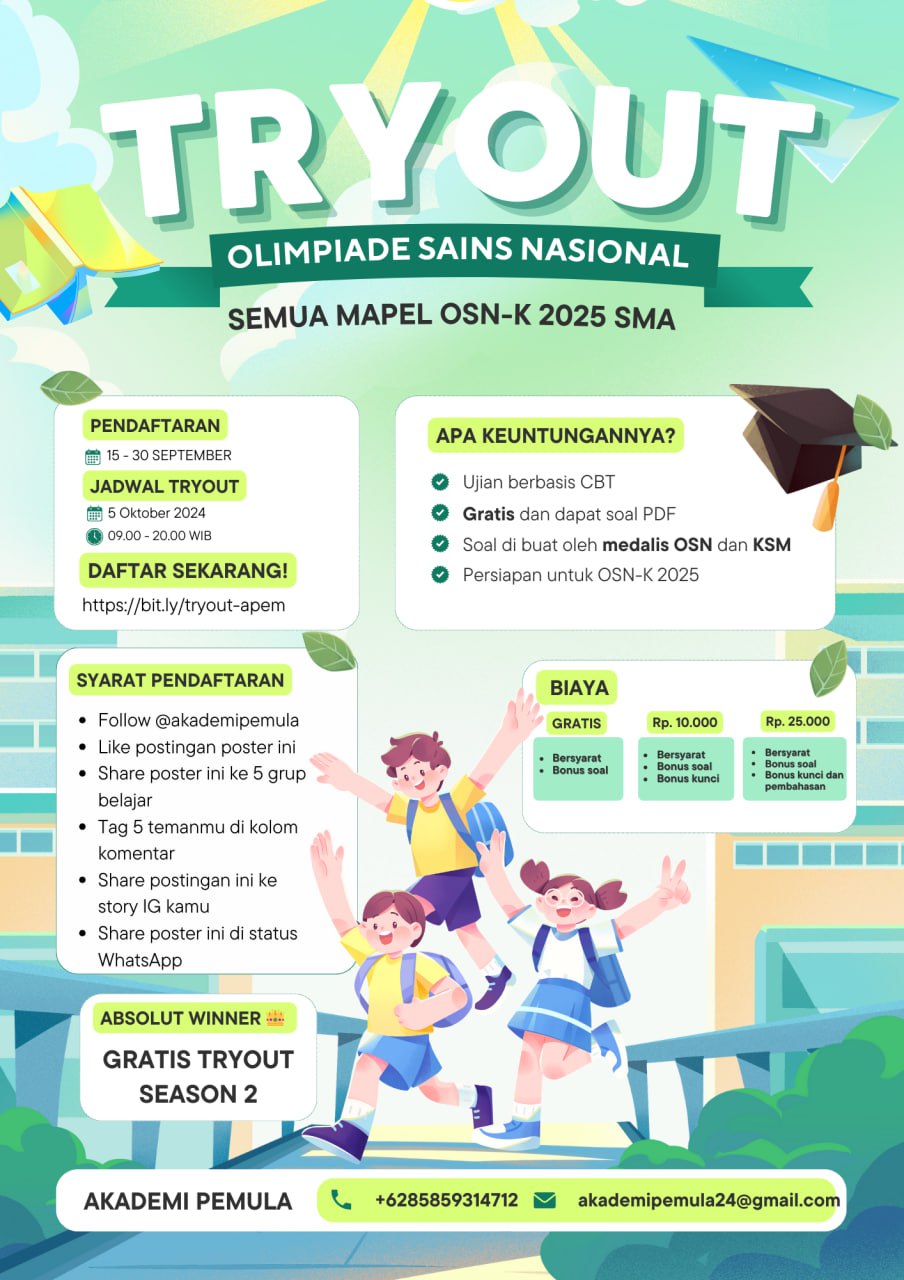 TRYOUT
OLIMPIADE SAINS NASIONAL
SEMUA MAPEL OSN-K 2025 SMA
PENDAFTARAN
15 - 30 SEPTEMBER
JADWAL TRYOUT
5 Oktober 2024
09.00 - 20.00 WIB
DAFTAR SEKARANG!
https://bit.ly/tryout-apem
APA KEUNTUNGANNYA?
Ujian berbasis CBT
Gratis dan dapat soal PDF
Soal di buat oleh medalis OSN dan KSM
Persiapan untuk OSN-K 2025
SYARAT PENDAFTARAN
Follow @akademipemula
Like postingan poster ini
Share poster ini ke 5 grup
belajar
Tag 5 temanmu di kolom
komentar
Share postingan ini ke
story IG kamu
Share poster ini di status
WhatsApp
BIAYA
GRATIS
Bersyarat
Bonus soal
Rp. 10.000
Bersyarat
Bonus soal
Bonus kunci
Rp. 25.000
Bersyarat
Bonus soal
Bonus kunci dan
pembahasan
ABSOLUT WINNER
GRATIS TRYOUT
SEASON 2
AKADEMI PEMULA
+6285859314712
akademipemula24@gmail.com